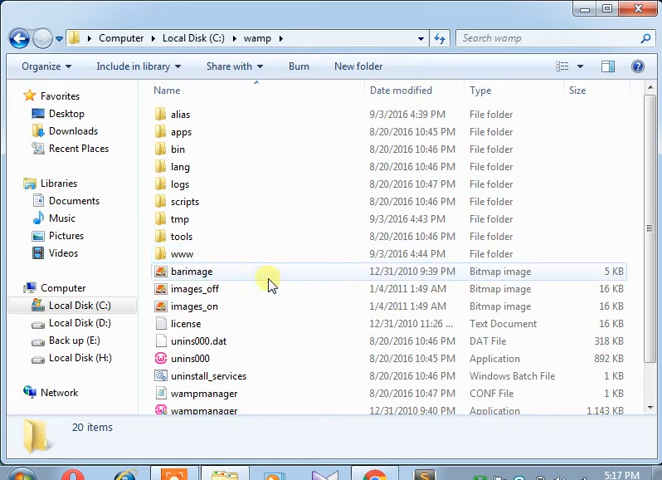 Computer Local Disk (C:) wamp Search wamp
Organize Include in library Share with Burn New folder
Name Date modified Type Size
Favorites
Desktop
Downloads
Recent Places
Libraries
Documents
Music
Pictures
Videos
Computer
Local Disk (C:)
Local Disk (D:)
Back up (E:)
Local Disk (H:)
Network
alias 9/3/2016 4:39 PM File folder
apps 8/20/2016 10:45 PM File folder
bin 8/20/2016 10:46 PM File folder
lang 8/20/2016 10:46 PM File folder
logs 8/20/2016 10:47 PM File folder
scripts 8/20/2016 10:46 PM File folder
tmp 9/3/2016 4:43 PM File folder
tools 8/20/2016 10:46 PM File folder
www 9/3/2016 4:44 PM File folder
barimage 12/31/2010 9:39 PM Bitmap image 5 KB
images_off 1/4/2011 1:49 AM Bitmap image 16 KB
images_on 1/4/2011 1:49 AM Bitmap image 16 KB
license 12/31/2010 11:26 ... Text Document 16 KB
unins000.dat 8/20/2016 10:47 PM DAT File 318 KB
unins000 8/20/2016 10:45 PM Application 892 KB
uninstall_services 8/20/2016 10:46 PM Windows Batch File 1 KB
wampmanager 8/20/2016 10:47 PM CONF File 1 KB
wampmanager 12/31/2010 9:40 PM Application 1,143 KB
20 items
5:17 PM